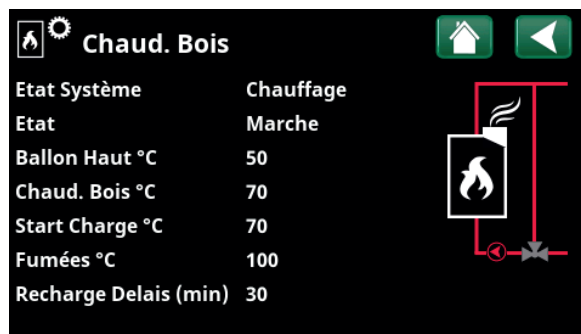 Chaud. Bois
Etat Système Chauffage
Etat Marche
Ballon Haut °C 50
Chaud. Bois °C 70
Start Charge °C 70
Fumées °C 100
Recharge Delais (min) 30